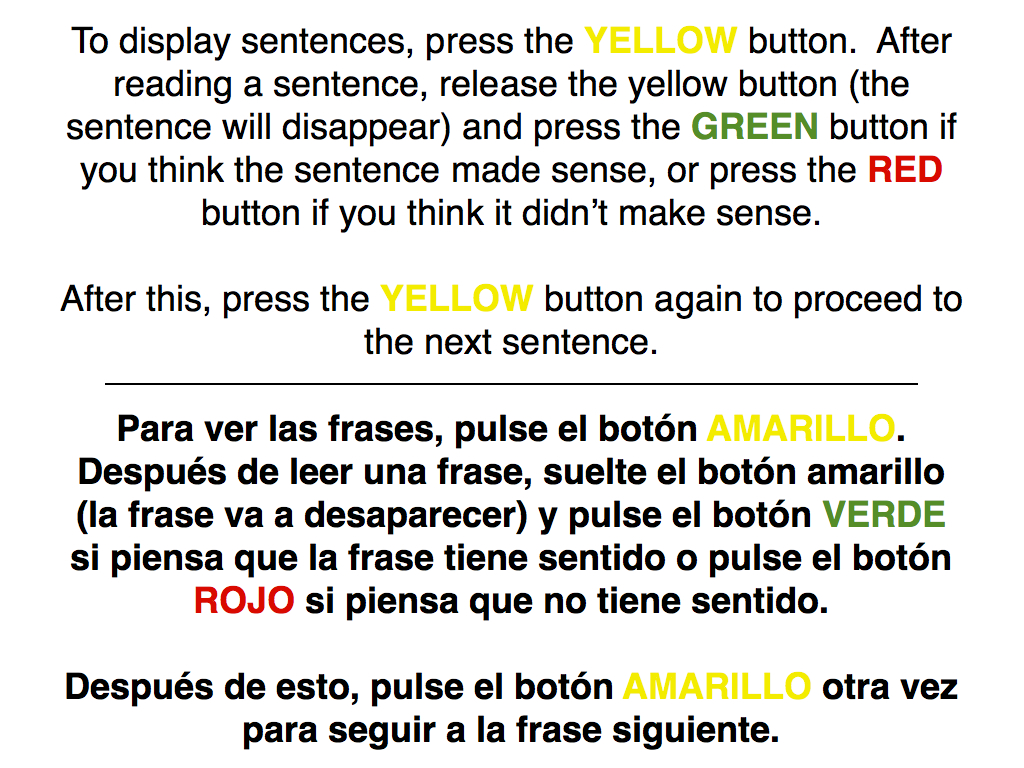 To display sentences, press the YELLOW button.  After
reading a sentence, release the yellow button (the
sentence will disappear) and press the GREEN button if
you think the sentence made sense, or press the RED
button if you think it didn’t make sense.
After this, press the YELLOW button again to proceed to
the next sentence.
Para ver las frases, pulse el botón AMARILLO.
Después de leer una frase, suelte el botón amarillo
(la frase va a desaparecer) y pulse el botón VERDE
si piensa que la frase tiene sentido o pulse el botón
ROJO si piensa que no tiene sentido.
Después de esto, pulse el botón AMARILLO otra vez
para seguir a la frase siguiente.